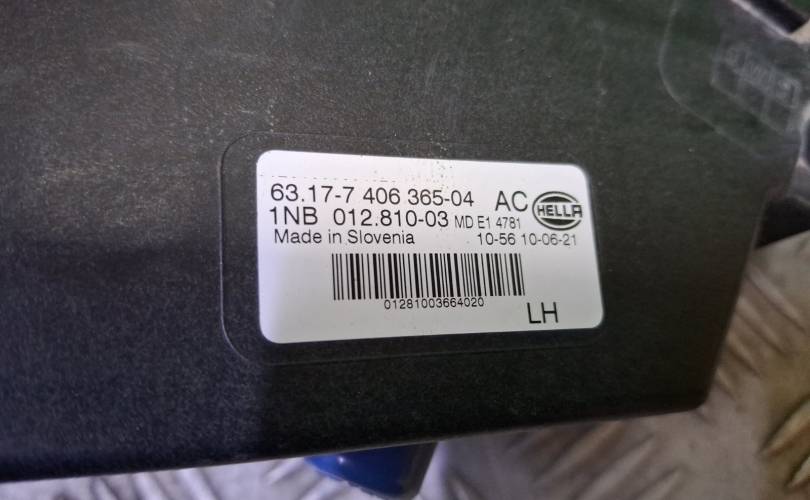 63.17-7 406 365-04 AC HELLA
1NB 012.810-03 MD E1 4781
Made in Slovenia 10-56 10-06-21
01281003664020
LH